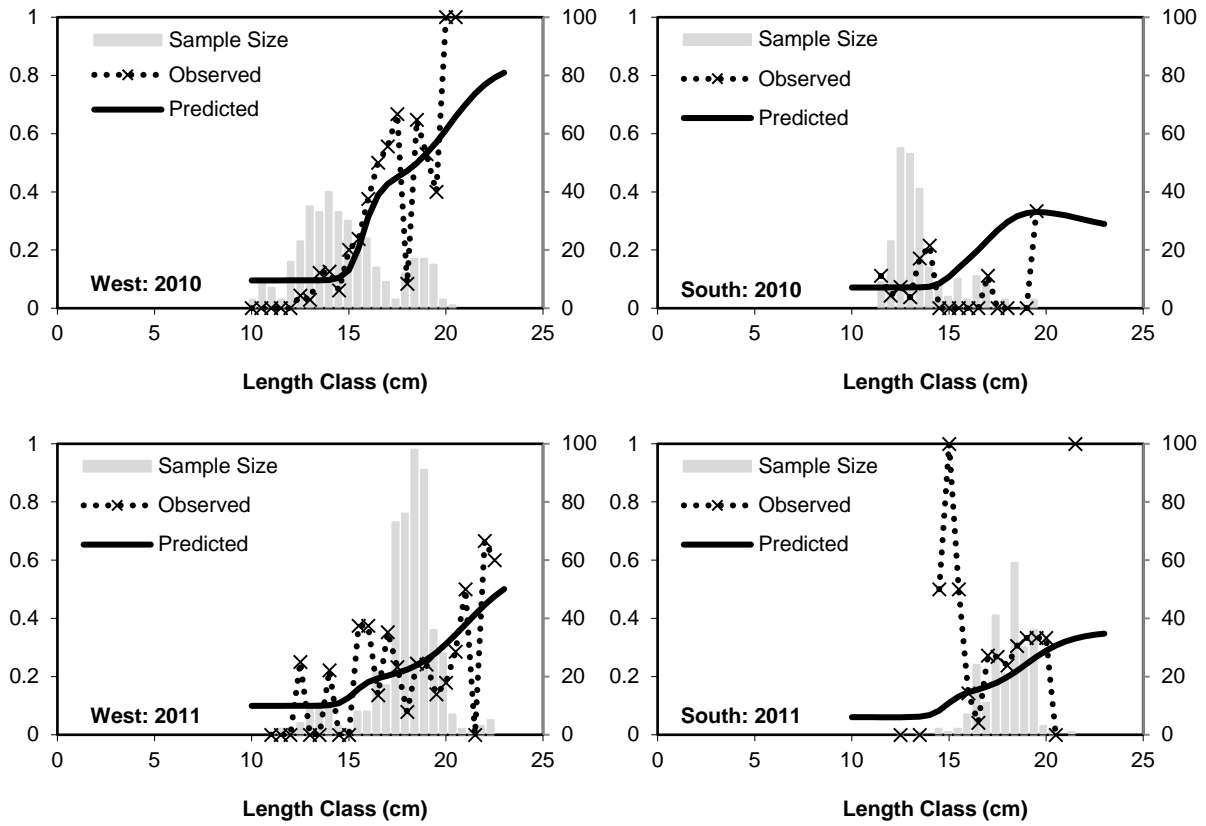 1 100
Sample Size
0.8 Observed 80
Predicted
0.6 60
0.4 40
0.2 20
West: 2010
0 0
0 5 10 15 20 25
Length Class (cm)
1 100
Sample Size
0.8 Observed 80
Predicted
0.6 60
0.4 40
0.2 20
South: 2010
0 0
0 5 10 15 20 25
Length Class (cm)
1 100
Sample Size
0.8 Observed 80
Predicted
0.6 60
0.4 40
0.2 20
West: 2011
0 0
0 5 10 15 20 25
Length Class (cm)
1 100
Sample Size
0.8 Observed 80
Predicted
0.6 60
0.4 40
0.2 20
South: 2011
0 0
0 5 10 15 20 25
Length Class (cm)